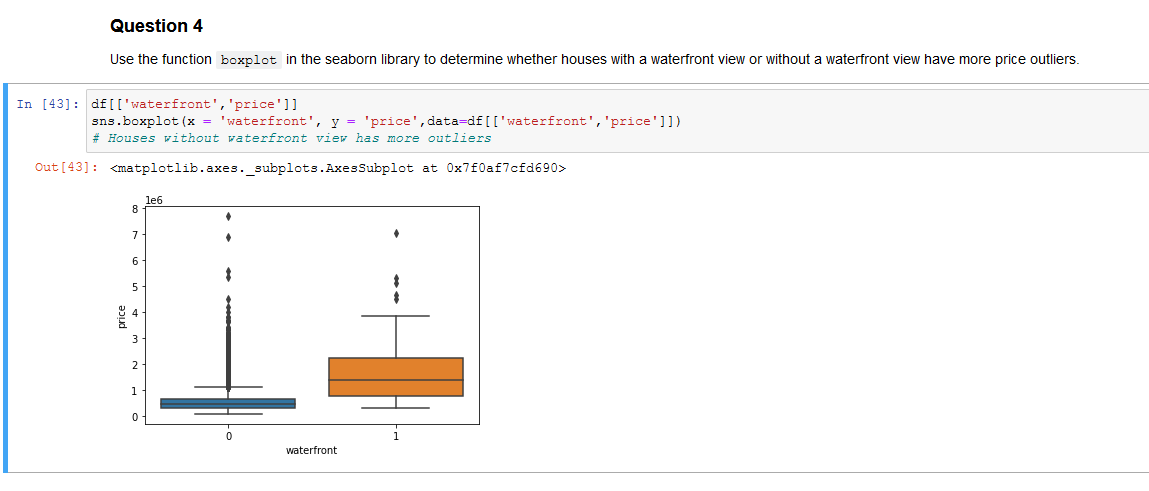 Question 4
Use the function boxplot in the seaborn library to determine whether houses with a waterfront view or without a waterfront view have more price outliers.
In [43]: df[['waterfront','price']]
sns.boxplot(x = 'waterfront', y = 'price',data=df[['waterfront','price']])
# Houses without waterfront view has more outliers
Out[43]: <matplotlib.axes._subplots.AxesSubplot at 0x7f0af7cfd690>
1e6
8
7
6
5
4
3
2
1
0
price
0 1
waterfront